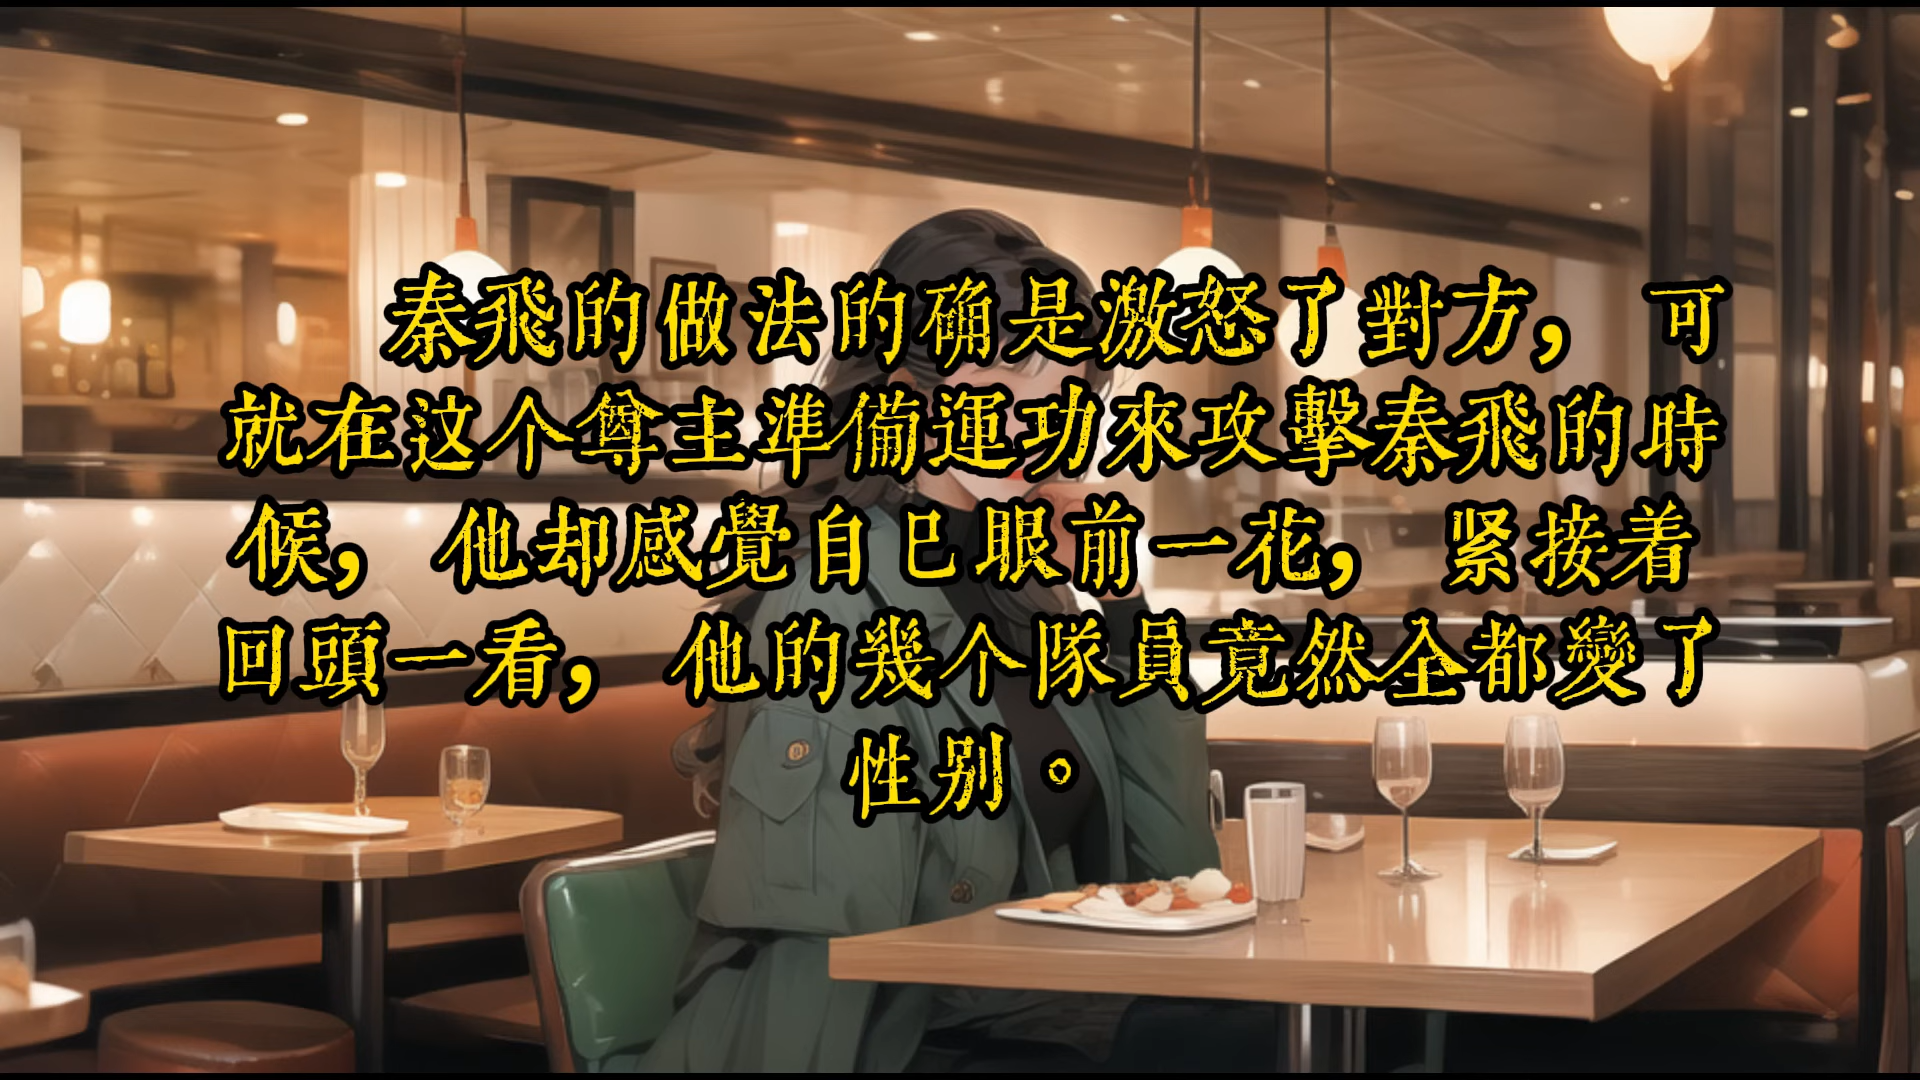 秦飛的做法的确是激怒了對方，可
就在这个尊主準備運功來攻擊秦飛的時
候，他却感覺自已眼前一花，紧接着
回頭一看，他的幾个隊員竟然全都變了
性别。